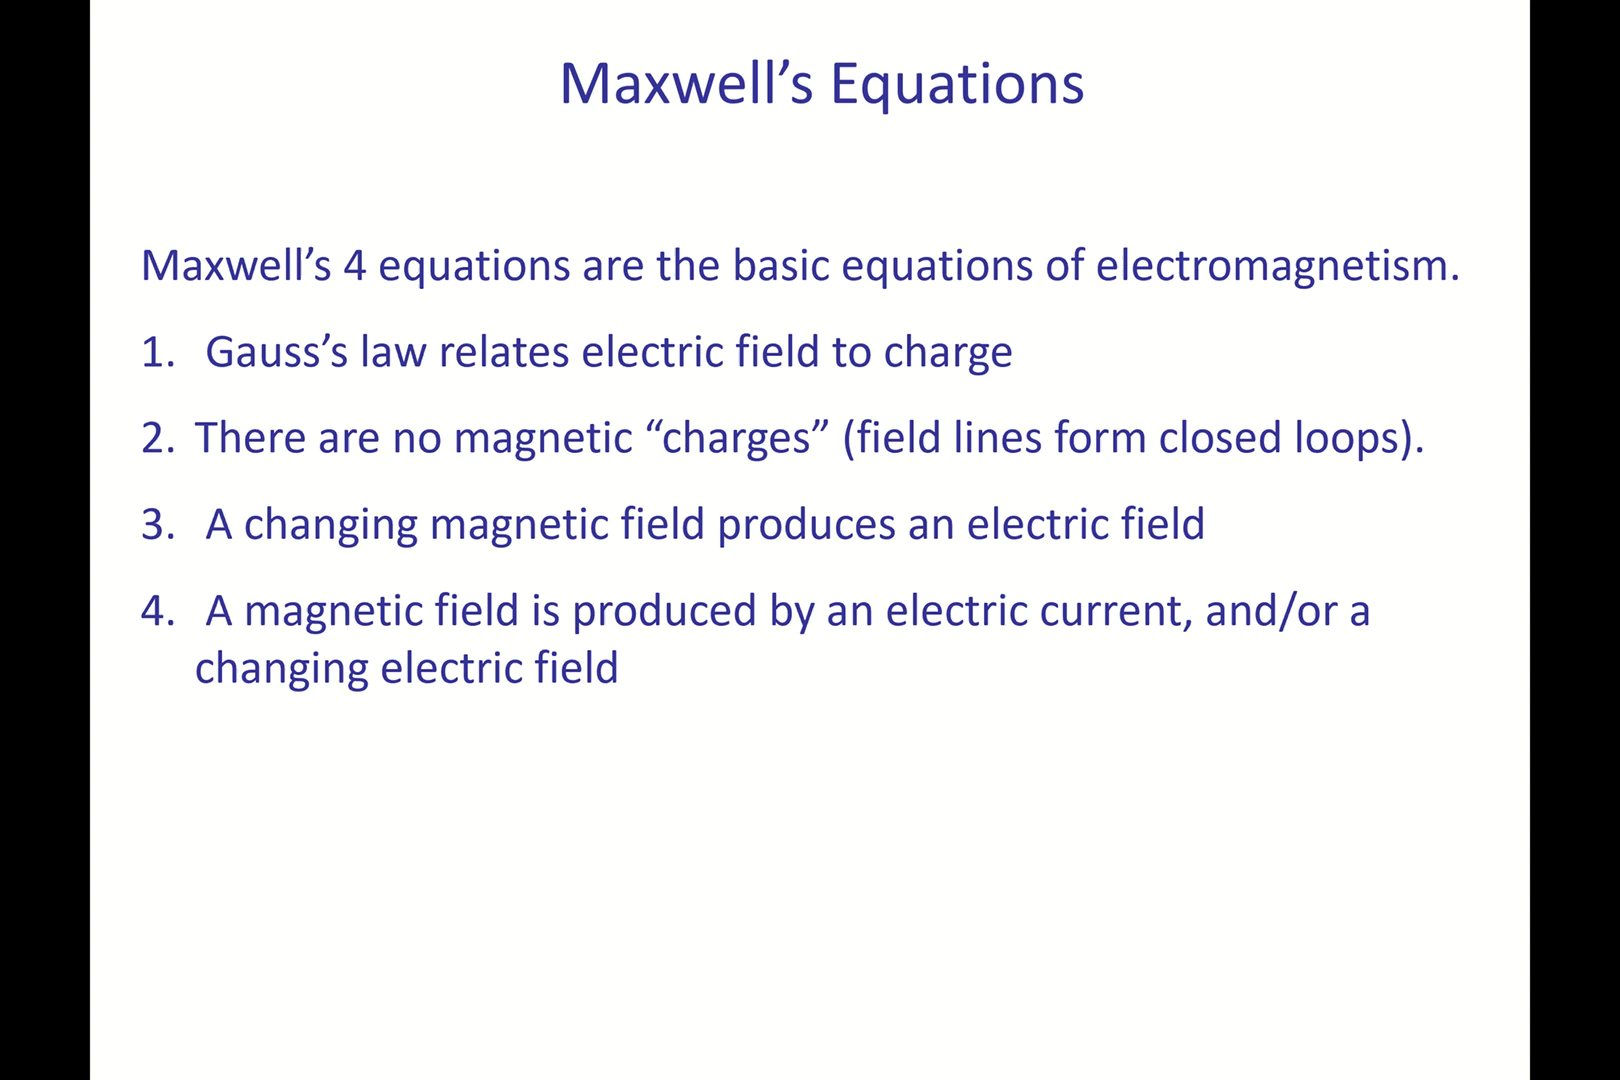 Maxwell’s Equations
Maxwell’s 4 equations are the basic equations of electromagnetism.
1. Gauss’s law relates electric field to charge
2. There are no magnetic “charges” (field lines form closed loops).
3. A changing magnetic field produces an electric field
4. A magnetic field is produced by an electric current, and/or a
changing electric field